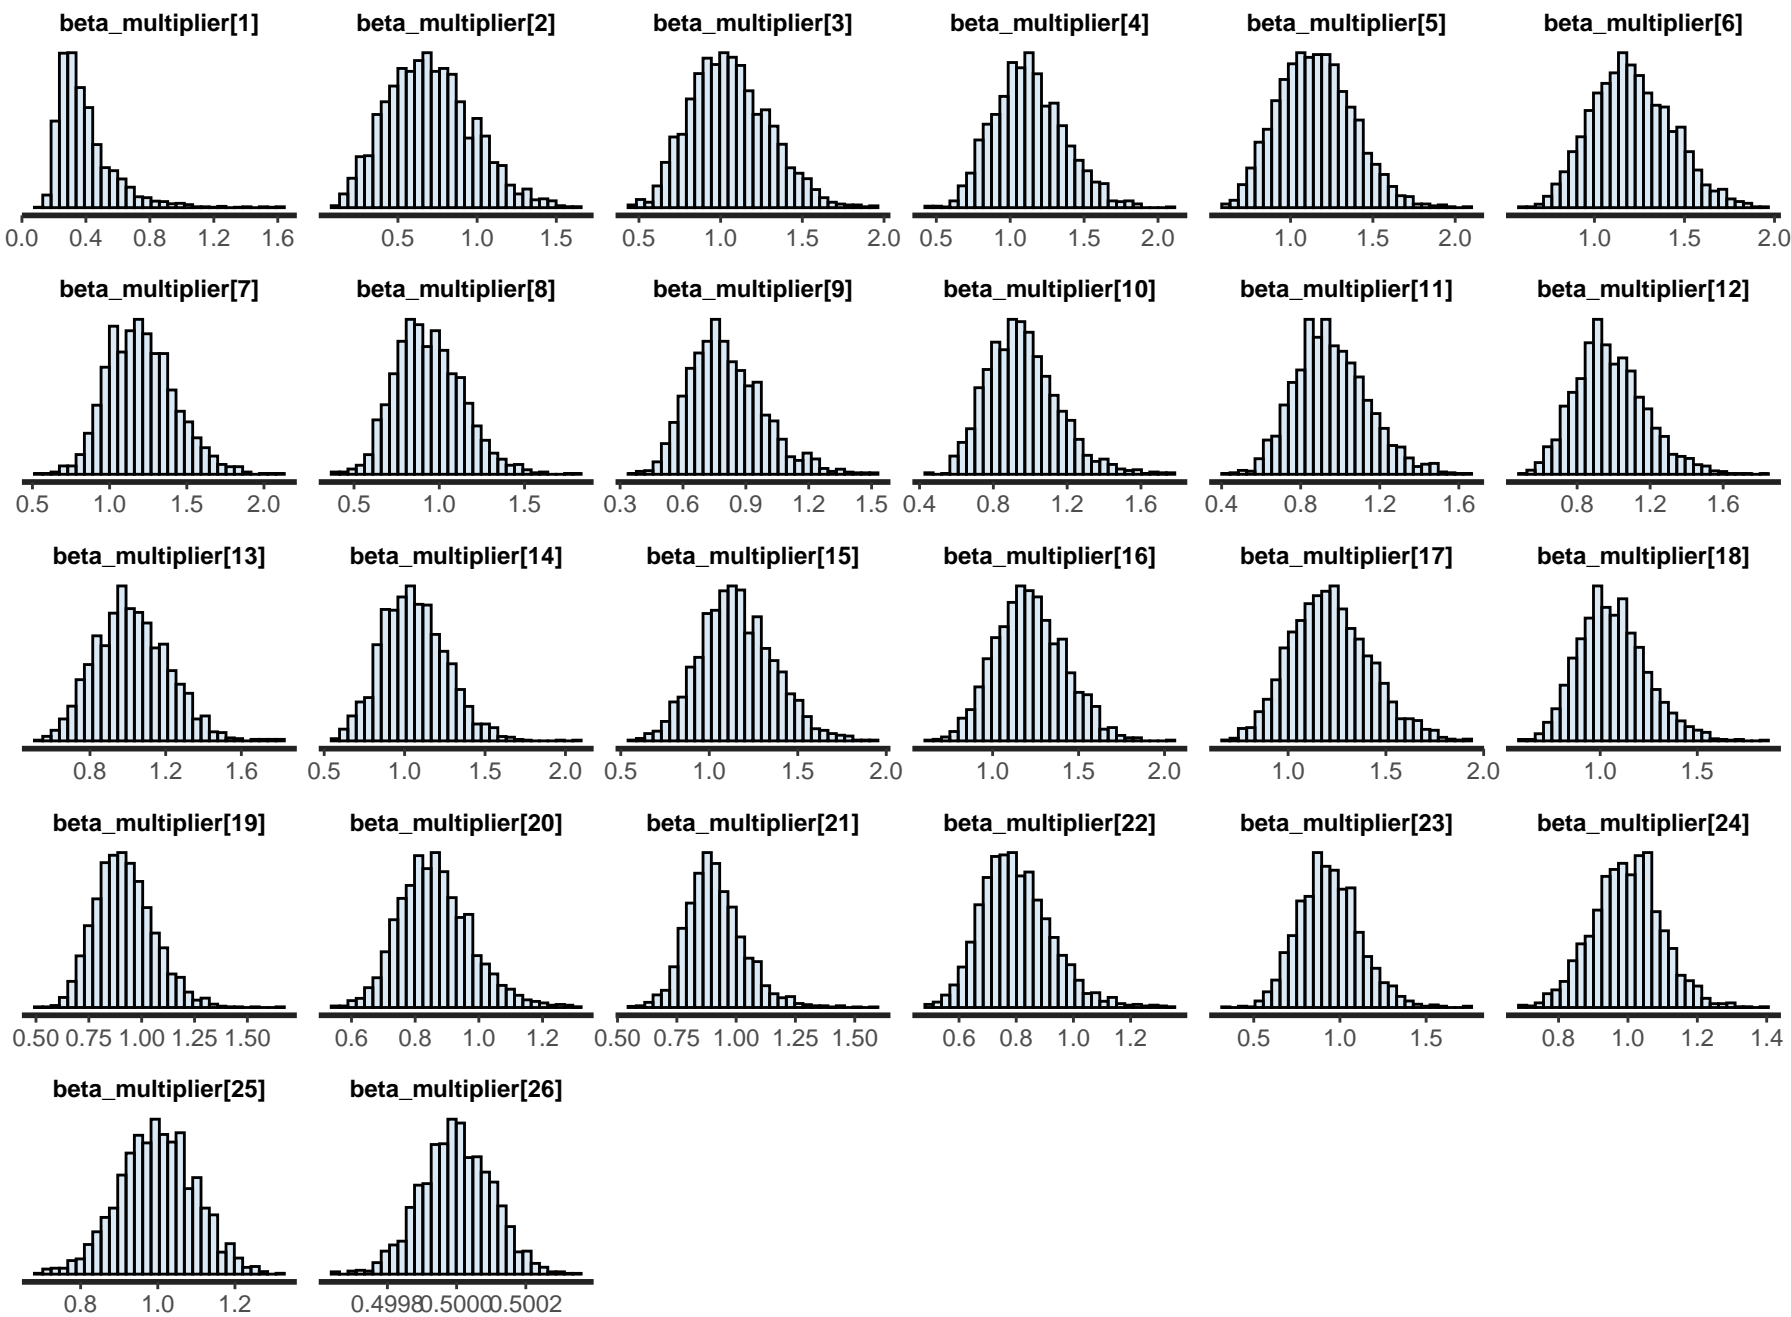 beta_multiplier[1] beta_multiplier[2] beta_multiplier[3] beta_multiplier[4] beta_multiplier[5] beta_multiplier[6]
0.0 0.4 0.8 1.2 1.6 0.5 1.0 1.5 0.5 1.0 1.5 2.0 0.5 1.0 1.5 2.0 1.0 1.5 2.0 1.0 1.5 2.0
beta_multiplier[7] beta_multiplier[8] beta_multiplier[9] beta_multiplier[10] beta_multiplier[11] beta_multiplier[12]
0.5 1.0 1.5 2.0 0.5 1.0 1.5 0.3 0.6 0.9 1.2 1.5 0.4 0.8 1.2 1.6 0.4 0.8 1.2 1.6 0.8 1.2 1.6
beta_multiplier[13] beta_multiplier[14] beta_multiplier[15] beta_multiplier[16] beta_multiplier[17] beta_multiplier[18]
0.8 1.2 1.6 0.5 1.0 1.5 2.0 0.5 1.0 1.5 2.0 1.0 1.5 2.0 1.0 1.5 2.0 1.0 1.5
beta_multiplier[19] beta_multiplier[20] beta_multiplier[21] beta_multiplier[22] beta_multiplier[23] beta_multiplier[24]
0.50 0.75 1.00 1.25 1.50 0.6 0.8 1.0 1.2 0.50 0.75 1.00 1.25 1.50 0.6 0.8 1.0 1.2 0.5 1.0 1.5 0.8 1.0 1.2 1.4
beta_multiplier[25] beta_multiplier[26]
0.8 1.0 1.2 0.4998 0.5000 0.5002